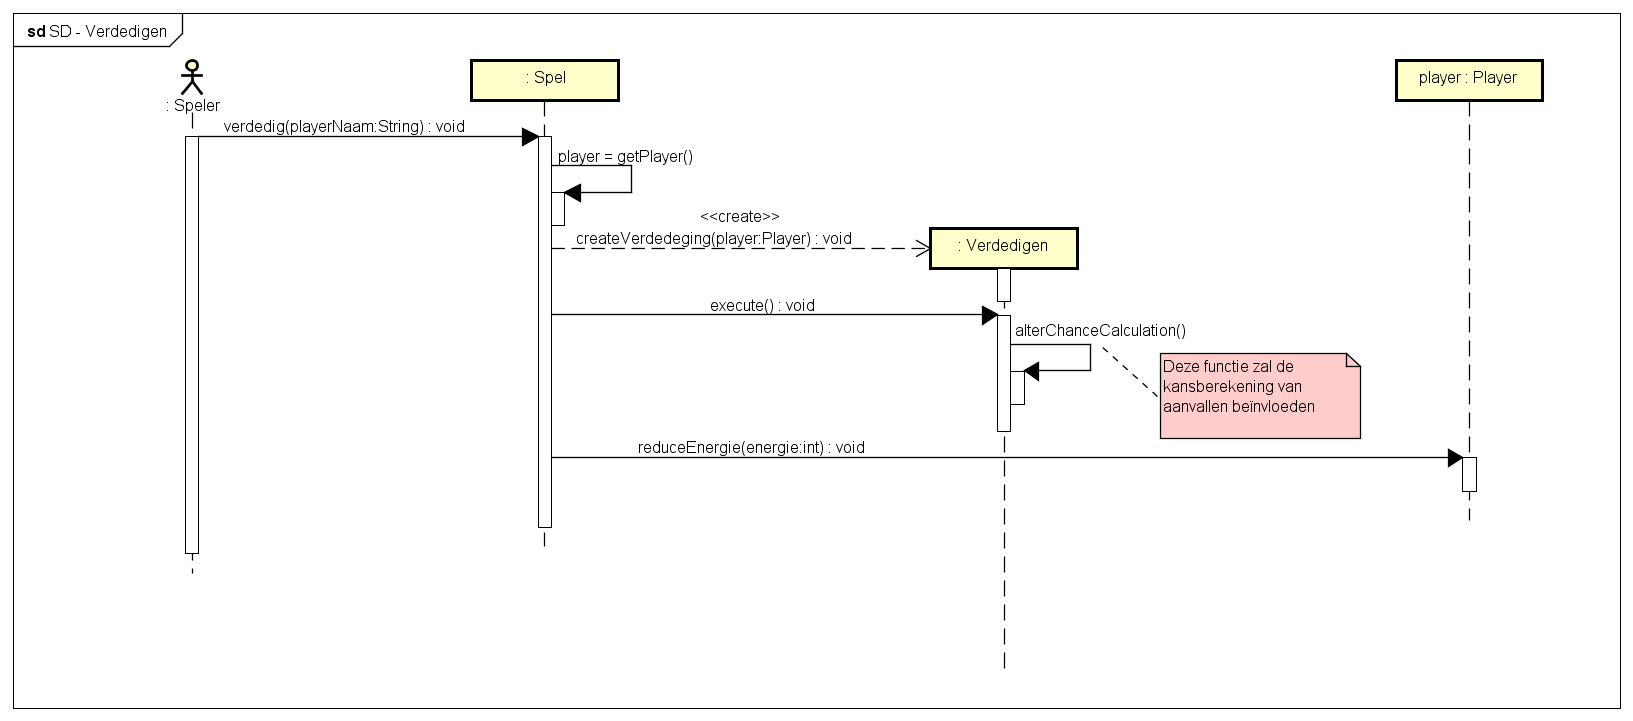 sd SD - Verdedigen
: Speler
: Spel
player : Player
verdedig(playerNaam:String) : void
player = getPlayer()
<<create>>
createVerdedeging(player:Player) : void
: Verdedigen
execute() : void
alterChanceCalculation()
Deze functie zal de
kansberekening van
aanvallen beïnvloeden
reduceEnergie(energie:int) : void